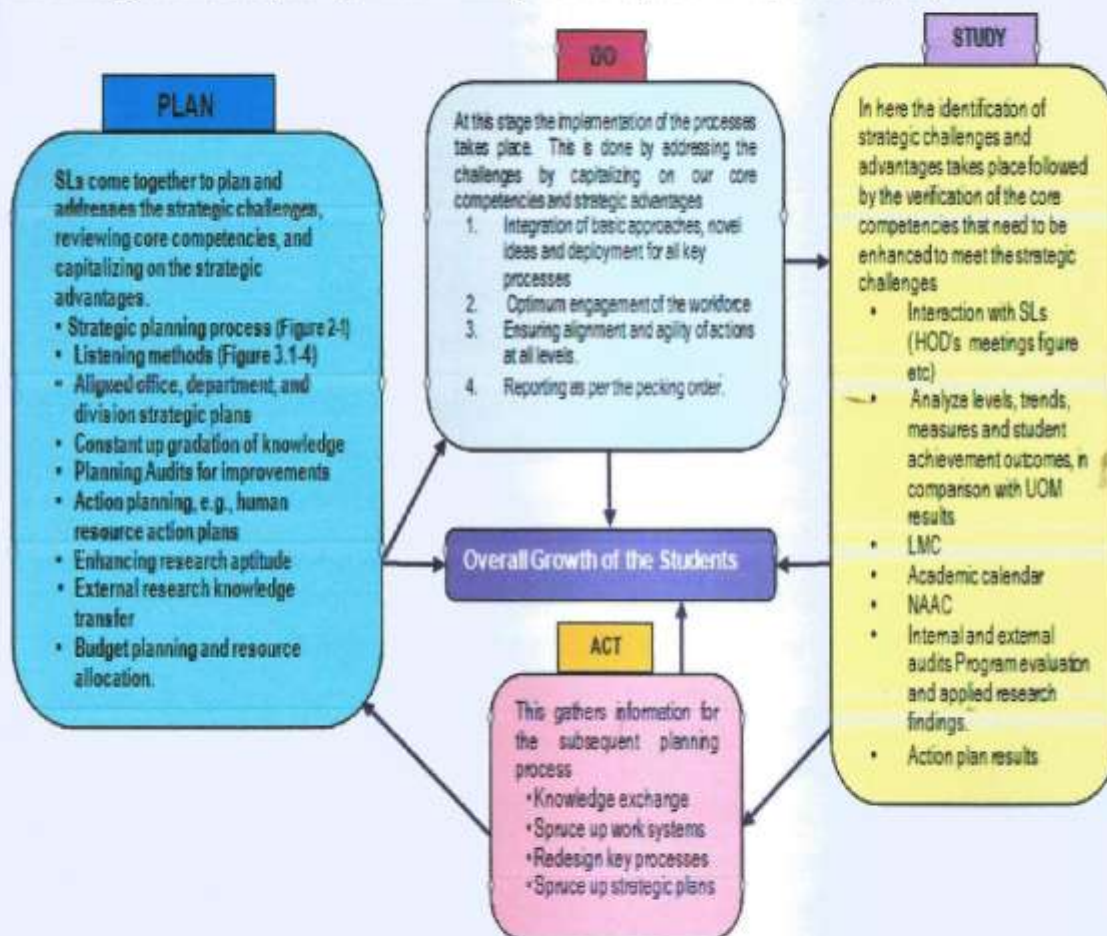 PLAN
SLs come together to plan and
addresses the strategic challenges,
reviewing core competencies, and
capitalizing on the strategic
advantages.
• Strategic planning process (Figure 2-1)
• Listening methods (Figure 3.1-4)
• Aligned office, department, and
division strategic plans
• Constant up gradation of knowledge
• Planning Audits for improvements
• Action planning, e.g., human
resource action plans
• Enhancing research aptitude
• External research knowledge
transfer
• Budget planning and resource
allocation.
DO
At this stage the implementation of the processes
takes place. This is done by addressing the
challenges by capitalizing on our core
competencies and strategic advantages
1. Integration of basic approaches, novel
ideas and deployment for all key
processes
2. Optimum engagement of the workforce
3. Ensuring alignment and agility of actions
at all levels.
4. Reporting as per the pecking order.
STUDY
In here the identification of
strategic challenges and
advantages takes place followed
by the verification of the core
competencies that need to be
enhanced to meet the strategic
challenges
• Interaction with SLs
(HOD's meetings figure
etc)
• Analyze levels, trends,
measures and student
achievement outcomes, in
comparison with UOM
results
• LMC
• Academic calendar
• NAAC
• Internal and external
audits Program evaluation
and applied research
findings.
• Action plan results
Overall Growth of the Students
ACT
This gathers information for
the subsequent planning
process
• Knowledge exchange
• Spruce up work systems
• Redesign key processes
• Spruce up strategic plans